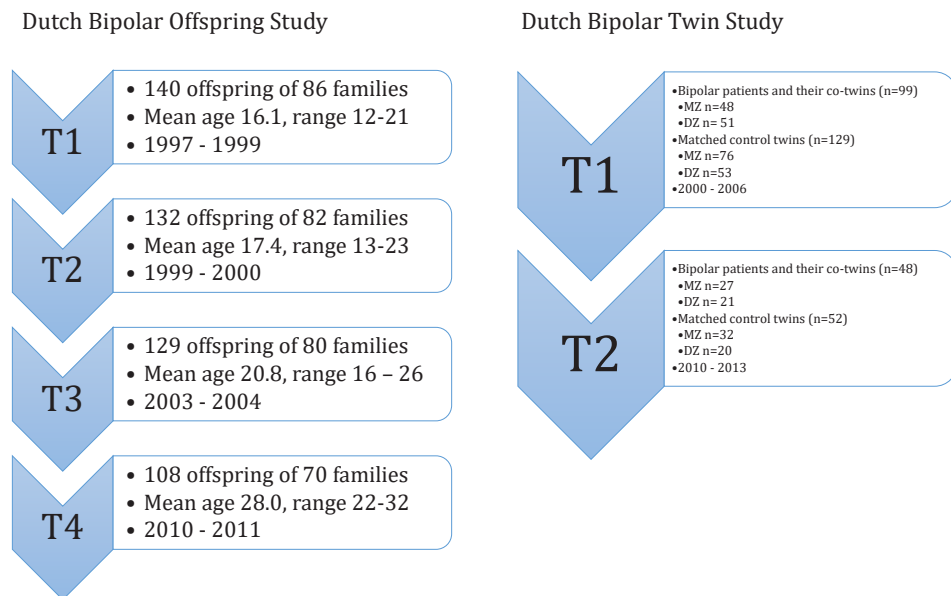 Dutch Bipolar Offspring Study
T1
• 140 offspring of 86 families
• Mean age 16.1, range 12-21
• 1997 - 1999
T2
• 132 offspring of 82 families
• Mean age 17.4, range 13-23
• 1999 - 2000
T3
• 129 offspring of 80 families
• Mean age 20.8, range 16 – 26
• 2003 - 2004
T4
• 108 offspring of 70 families
• Mean age 28.0, range 22-32
• 2010 - 2011
Dutch Bipolar Twin Study
T1
•Bipolar patients and their co-twins (n=99)
•MZ n=48
•DZ n= 51
•Matched control twins (n=129)
•MZ n=76
•DZ n=53
•2000 - 2006
T2
•Bipolar patients and their co-twins (n=48)
•MZ n=27
•DZ n= 21
•Matched control twins (n=52)
•MZ n=32
•DZ n=20
•2010 - 2013